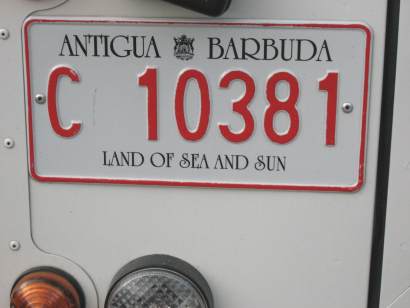 ANTIGUA BARBUDA
C 10381
LAND OF SEA AND SUN